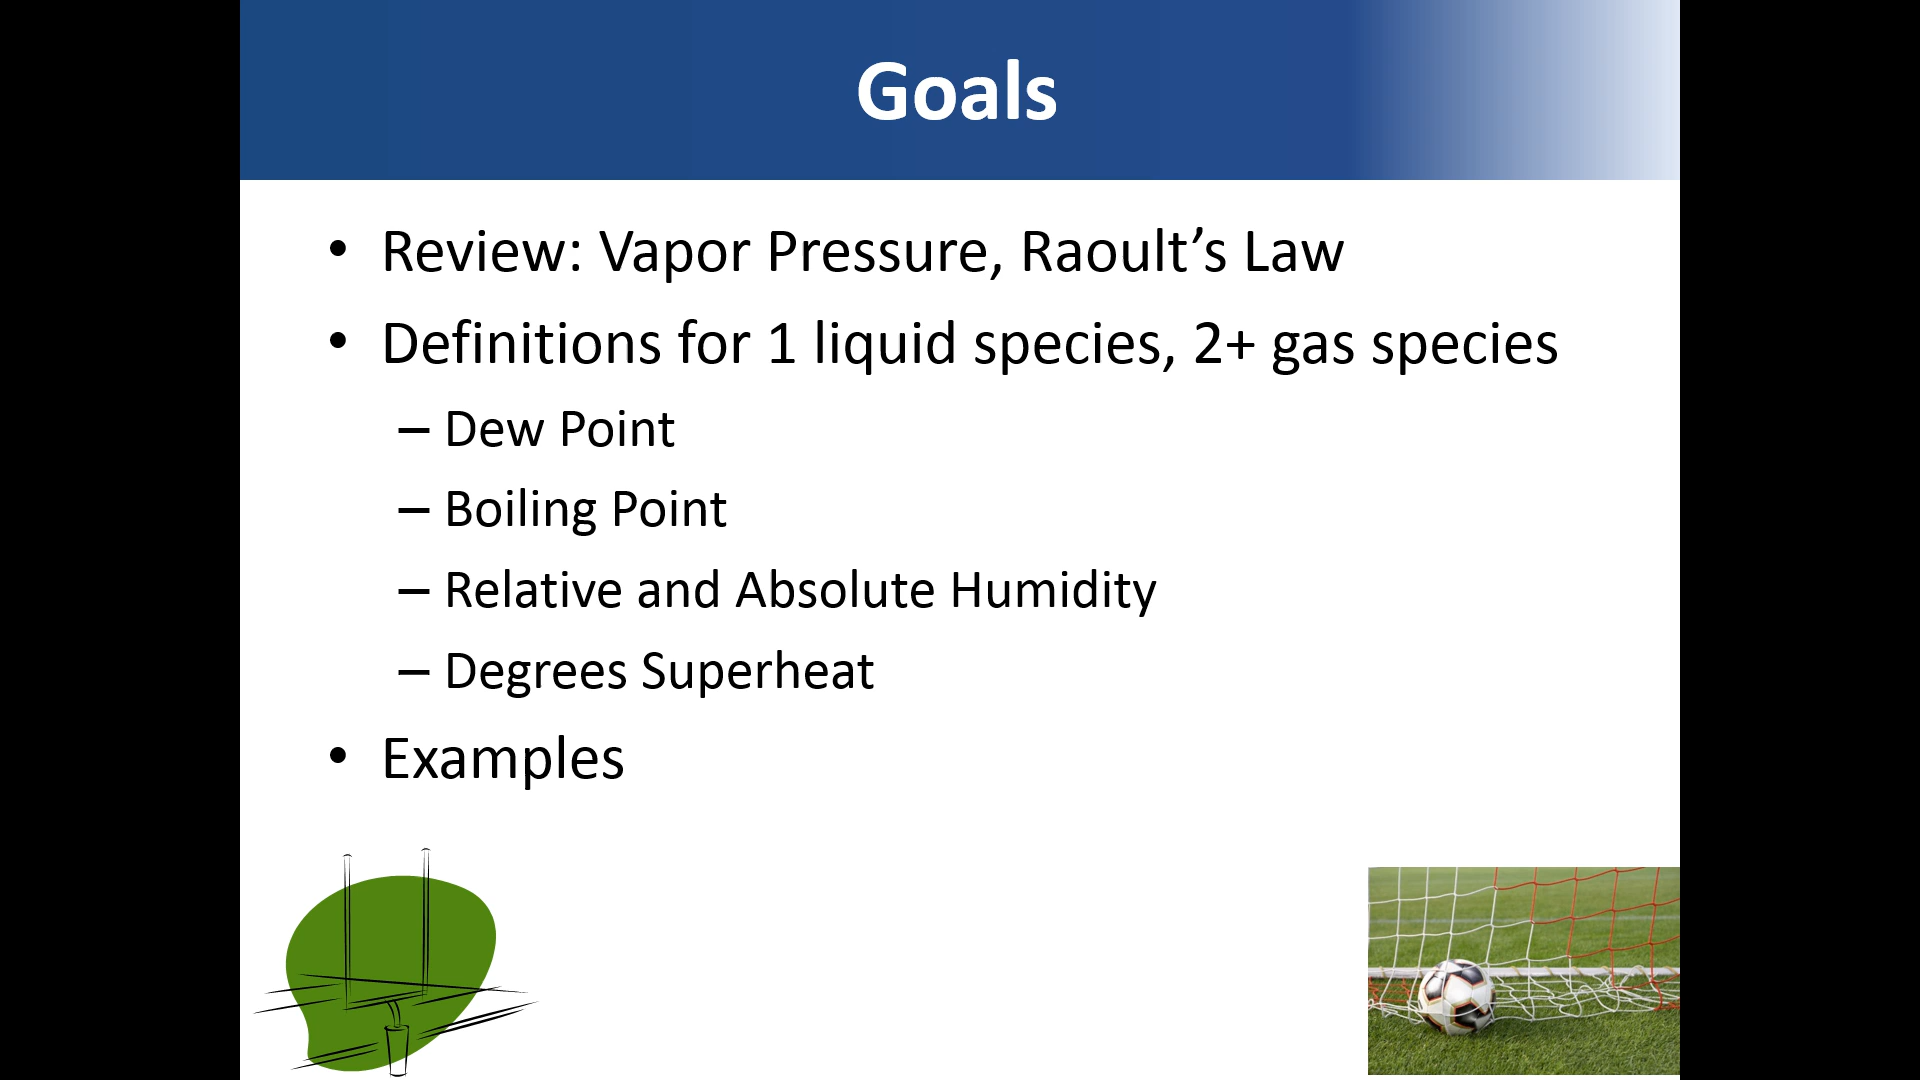 Goals
• Review: Vapor Pressure, Raoult’s Law
• Definitions for 1 liquid species, 2+ gas species
– Dew Point
– Boiling Point
– Relative and Absolute Humidity
– Degrees Superheat
• Examples